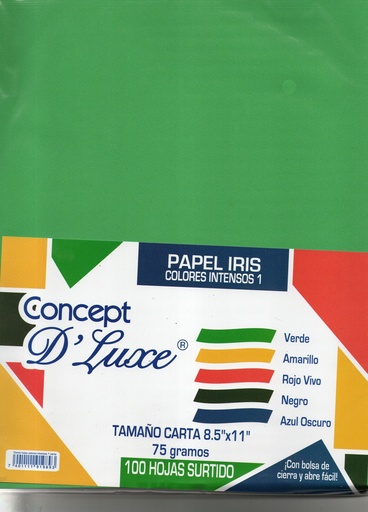 PAPEL IRIS
COLORES INTENSOS 1
Concept
D'Luxe ®
Verde
Amarillo
Rojo Vivo
Negro
Azul Oscuro
TAMAÑO CARTA 8.5"x11"
75 gramos
100 HOJAS SURTIDO
¡Con bolsa de
cierra y abre fácil!